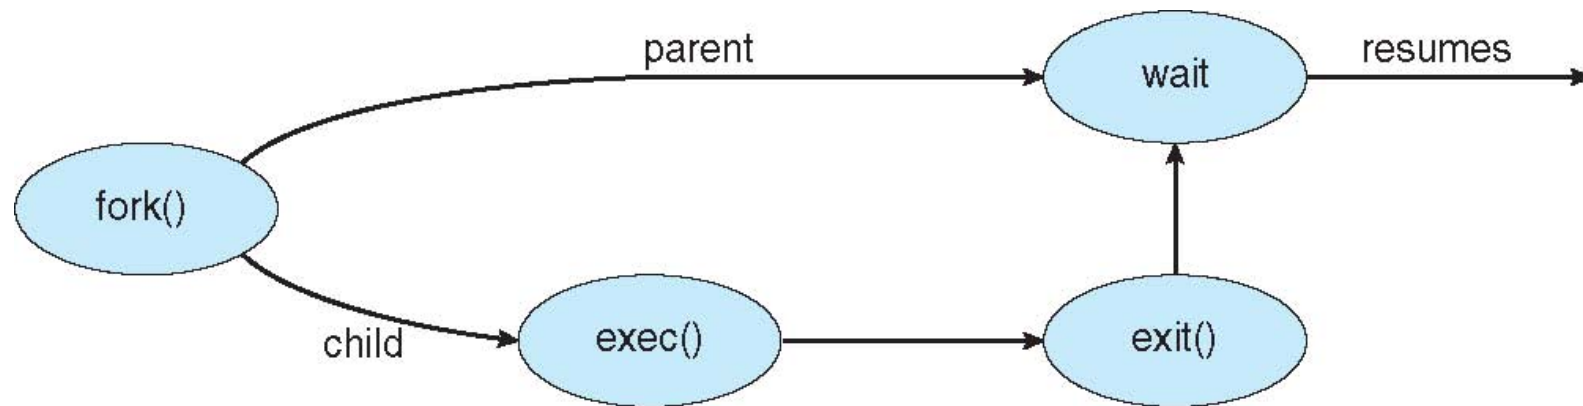 parent
wait
resumes
fork()
child
exec()
exit()